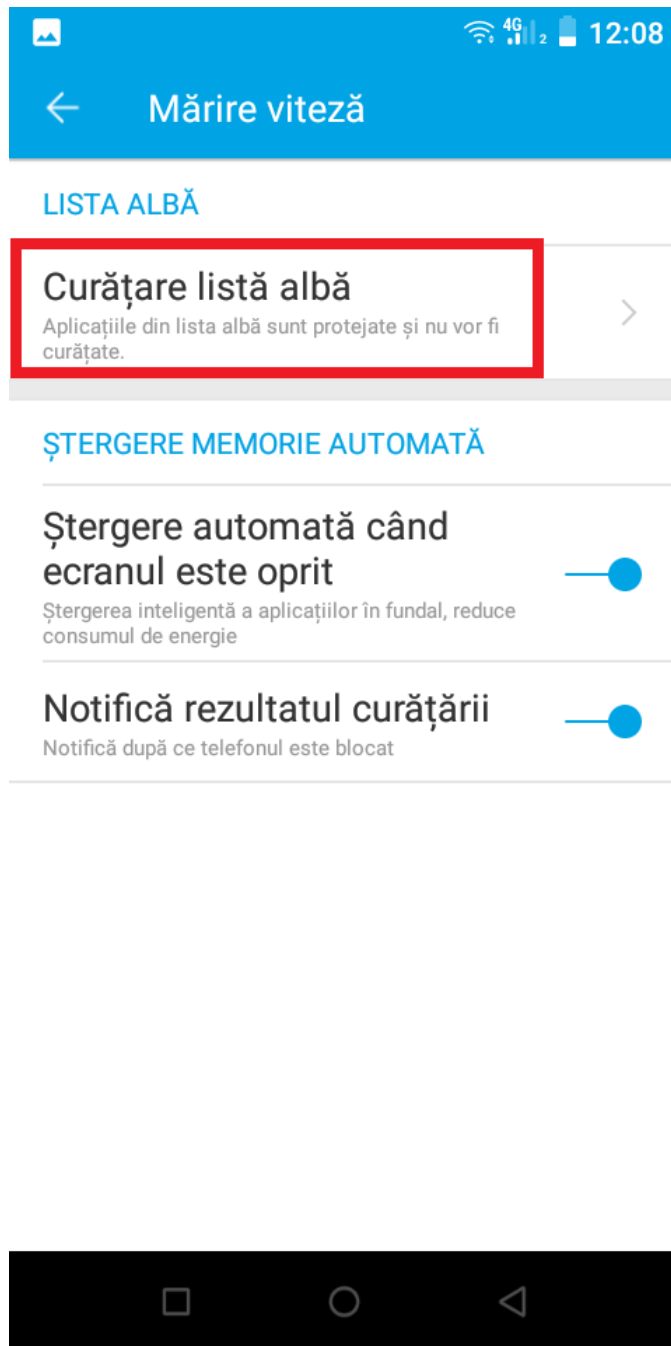 4G 2 12:08
Mărire viteză
LISTA ALBĂ
Curățare listă albă
Aplicațiile din lista albă sunt protejate și nu vor fi
curățate.
ȘTERGERE MEMORIE AUTOMATĂ
Ștergere automată când
ecranul este oprit
Ștergerea inteligentă a aplicațiilor în fundal, reduce
consumul de energie
Notifică rezultatul curățării
Notifică după ce telefonul este blocat